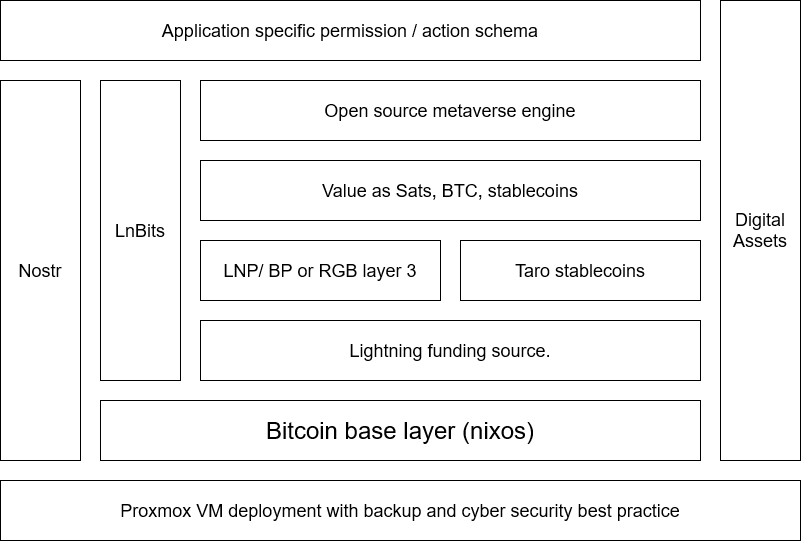 Application specific permission / action schema
Open source metaverse engine
Value as Sats, BTC, stablecoins
LnBits
Digital
Assets
Nostr
LNP/ BP or RGB layer 3
Taro stablecoins
Lightning funding source.
Bitcoin base layer (nixos)
Proxmox VM deployment with backup and cyber security best practice